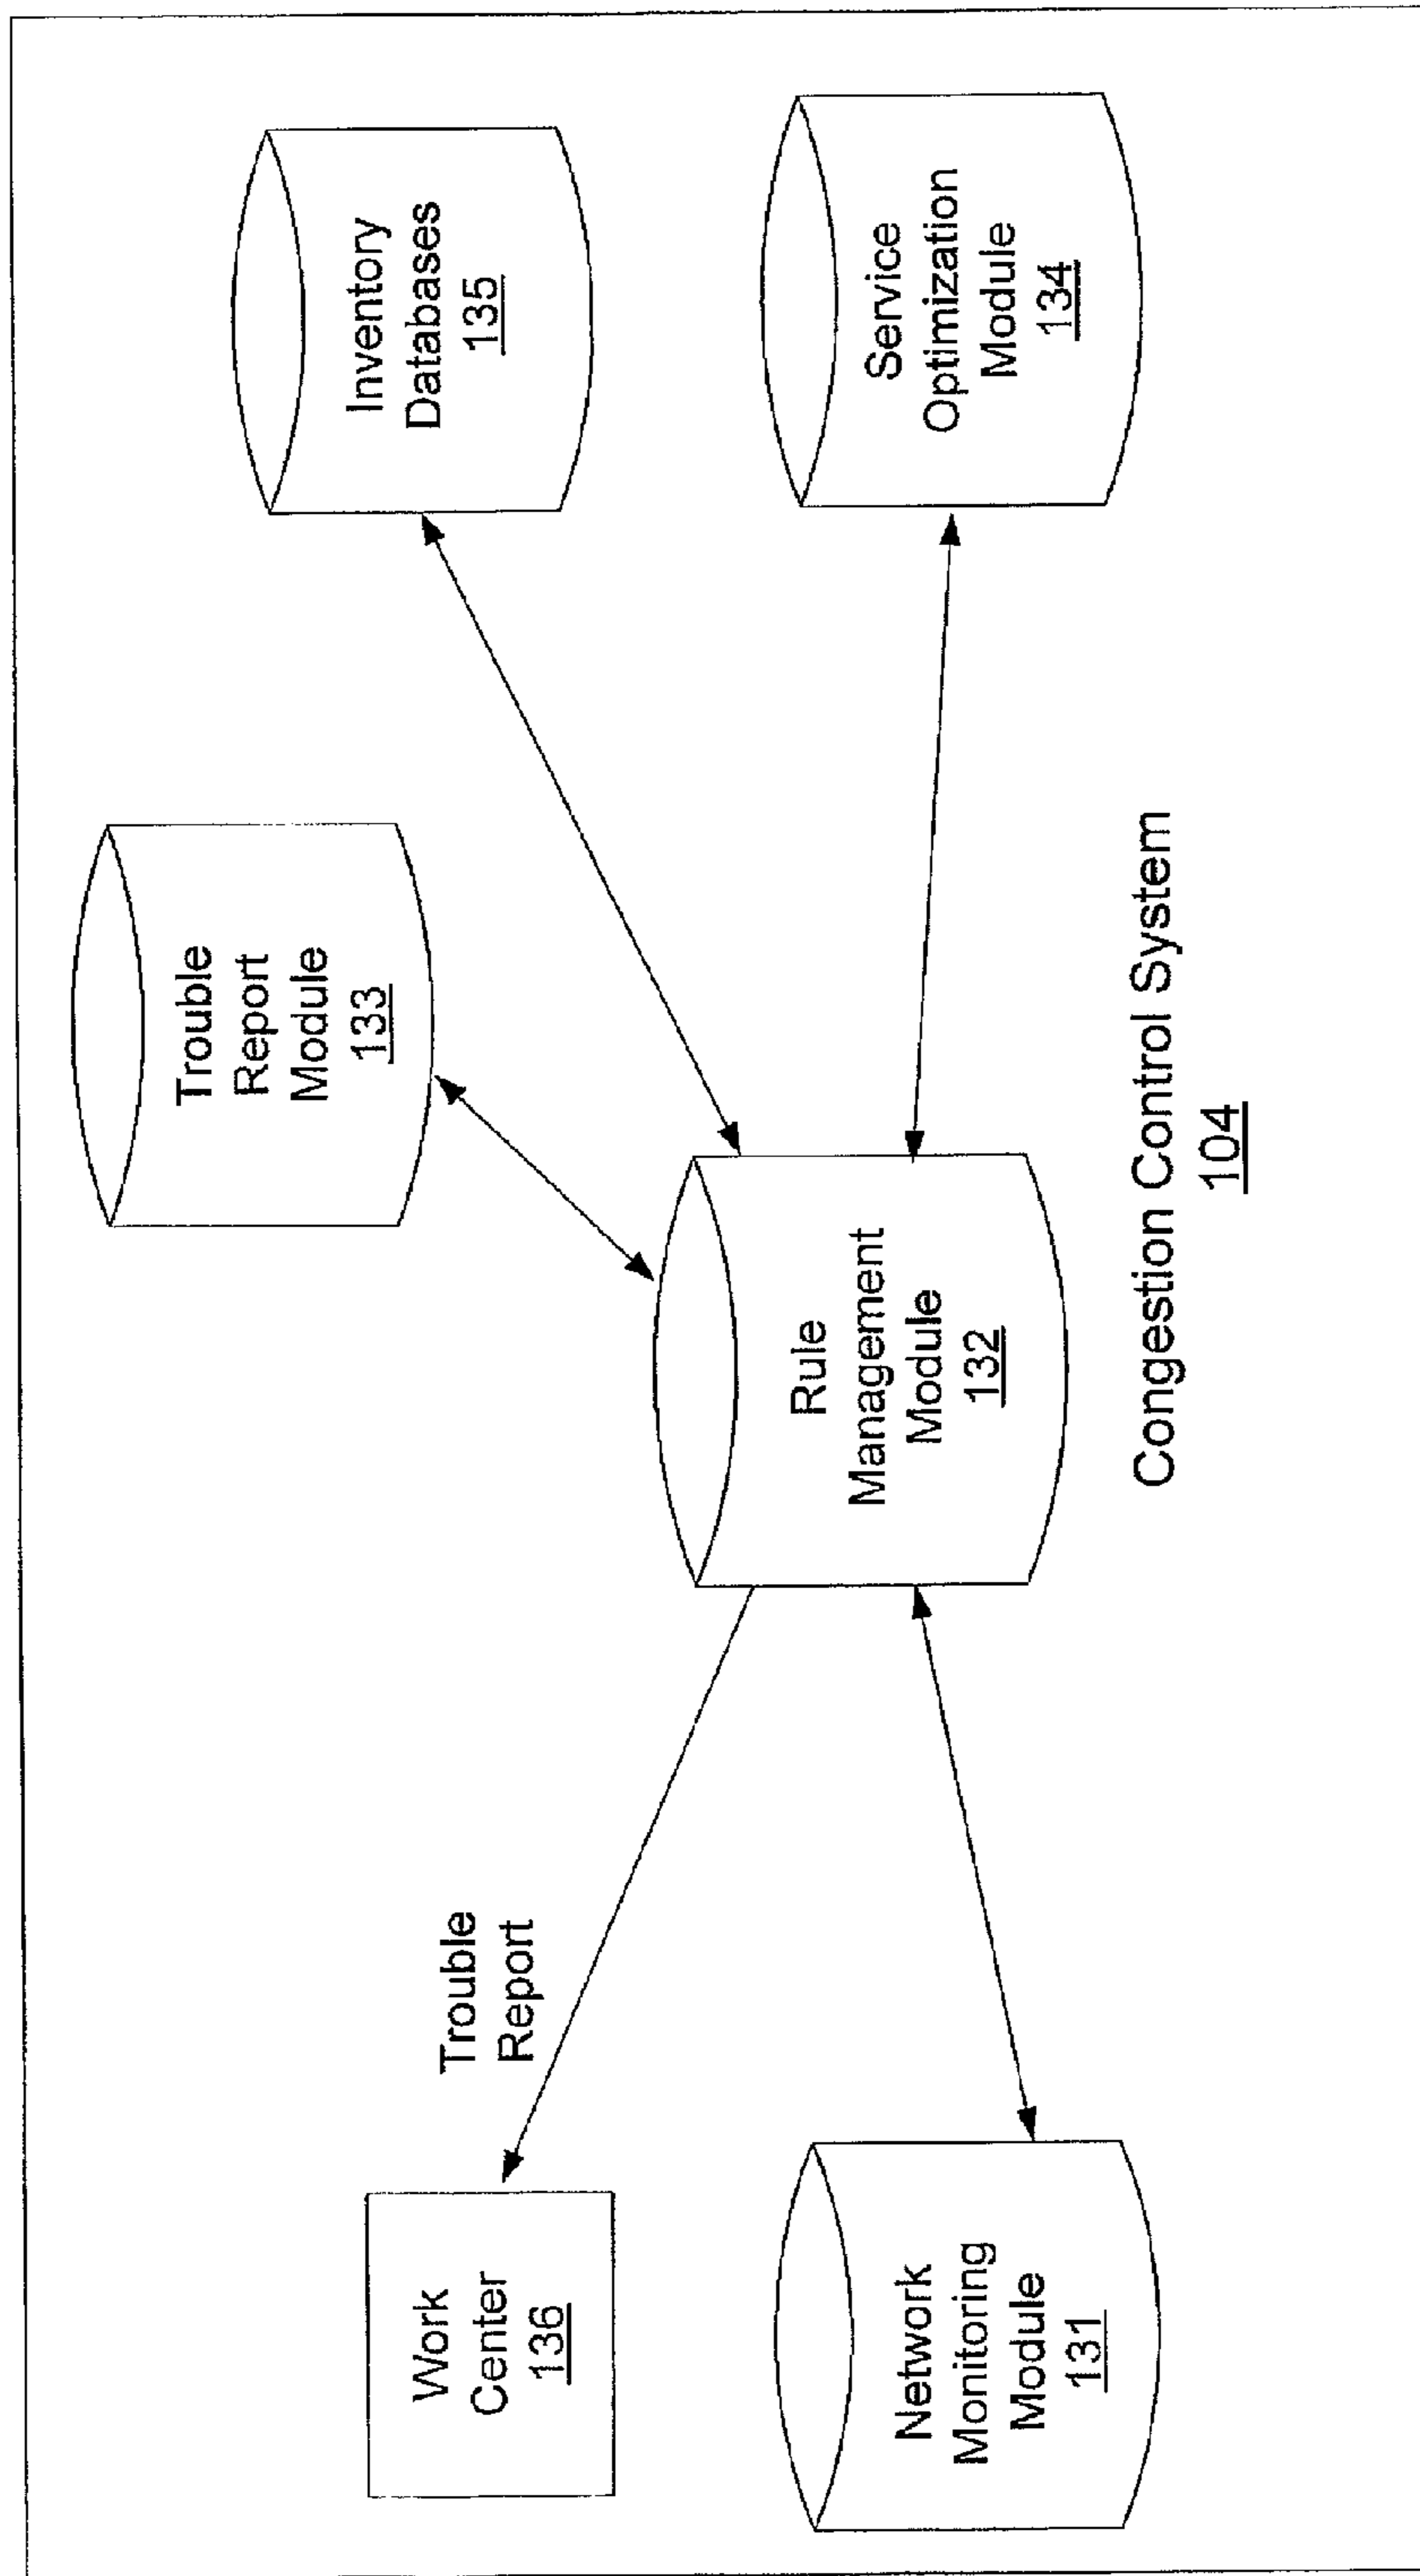 Trouble
Report
Module
133
Inventory
Databases
135
Work
Center
136
Trouble
Report
Rule
Management
Module
132
Service
Optimization
Module
134
Network
Monitoring
Module
131
Congestion Control System
104